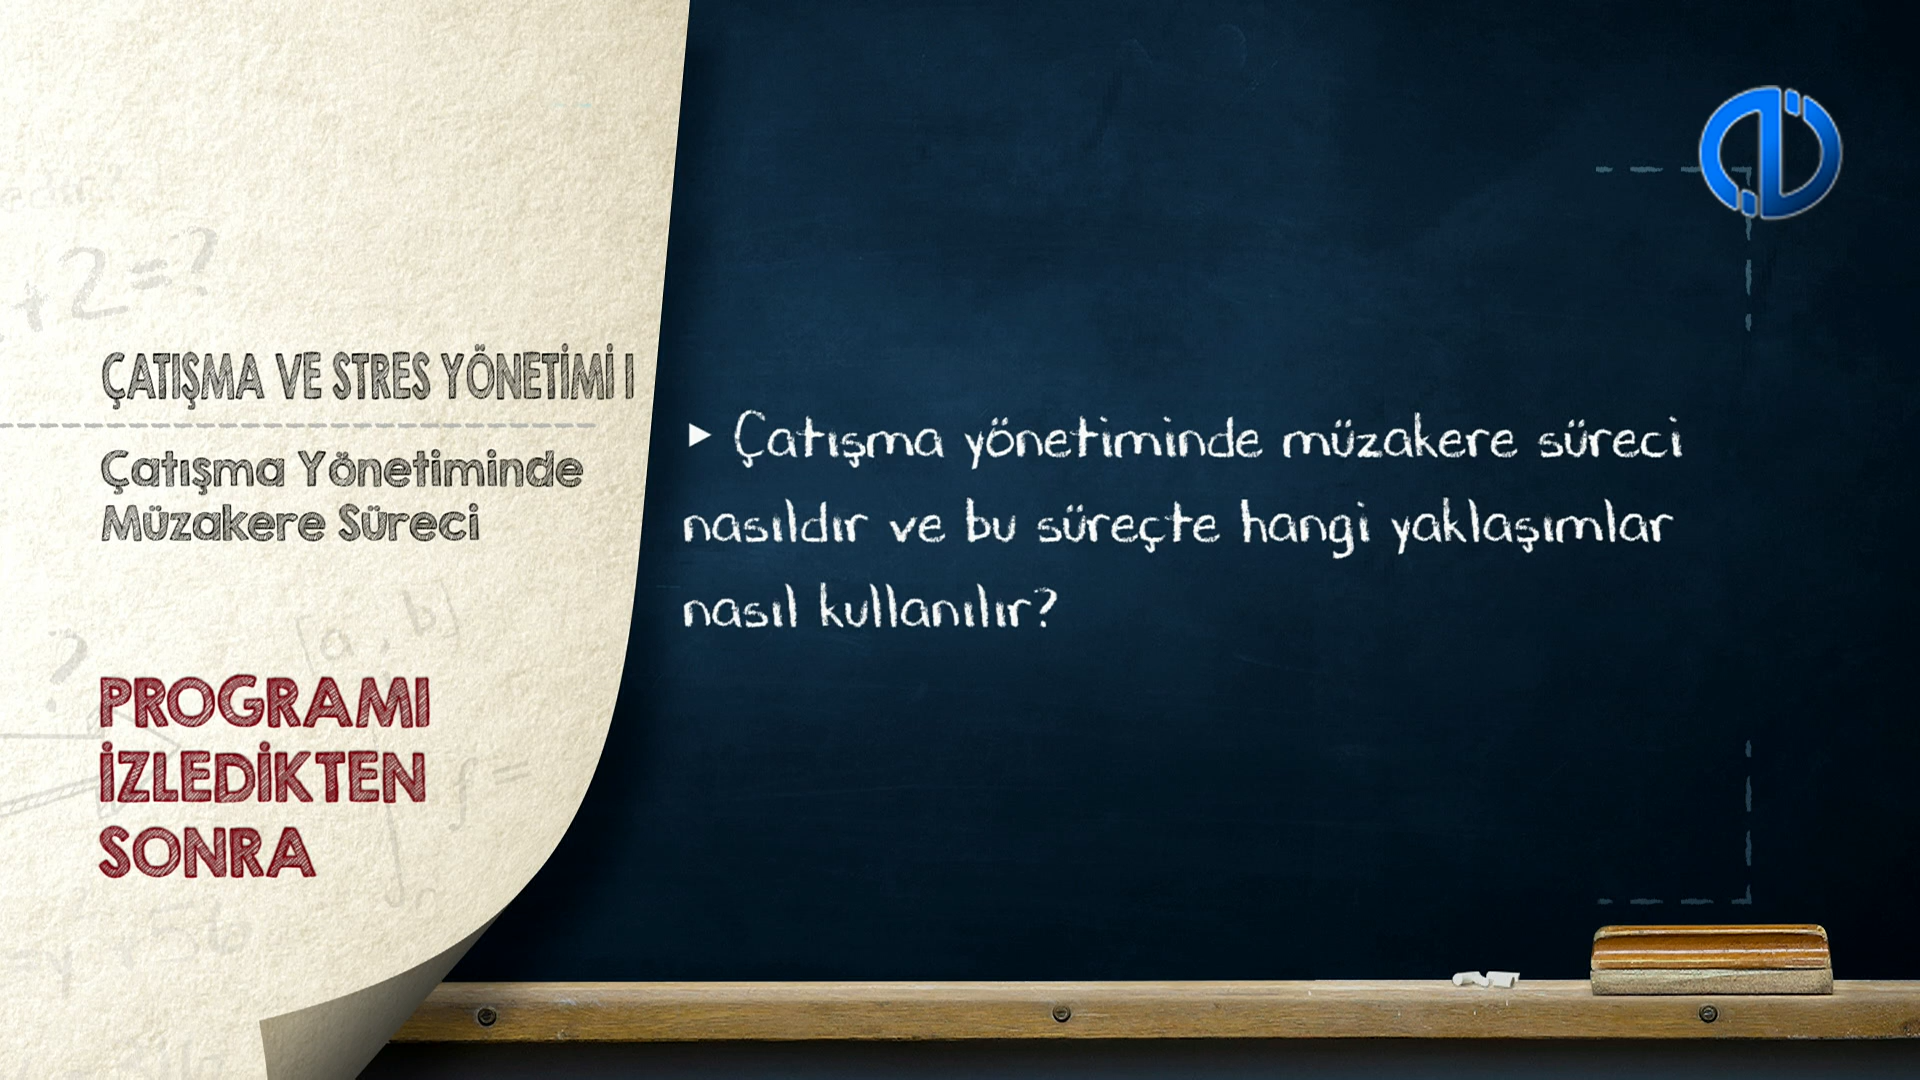 ÇATIŞMA VE STRES YÖNETİMİ I
Çatışma Yönetiminde
Müzakere Süreci
PROGRAMI
İZLEDİKTEN
SONRA
► Çatışma yönetiminde müzakere süreci
nasıldır ve bu süreçte hangi yaklaşımlar
nasıl kullanılır?
+2=?
?
[a, b]
∫=